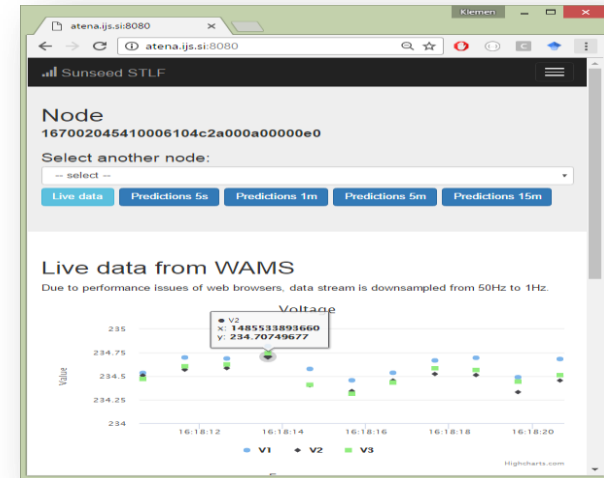 Klemen
atena.ijs.si:8080
atena.ijs.si:8080
Sunseed STLF
Node
167002045410006104c2a000a00000e0
Select another node:
-- select --
Live data Predictions 5s Predictions 1m Predictions 5m Predictions 15m
Live data from WAMS
Due to performance issues of web browsers, data stream is downsampled from 50Hz to 1Hz.
Voltage
V2
x: 1485533893660
y: 234.70749677
Value
235
234.75
234.5
234.25
234
16:18:12 16:18:14 16:18:16 16:18:18 16:18:20
V1 V2 V3
Highcharts.com